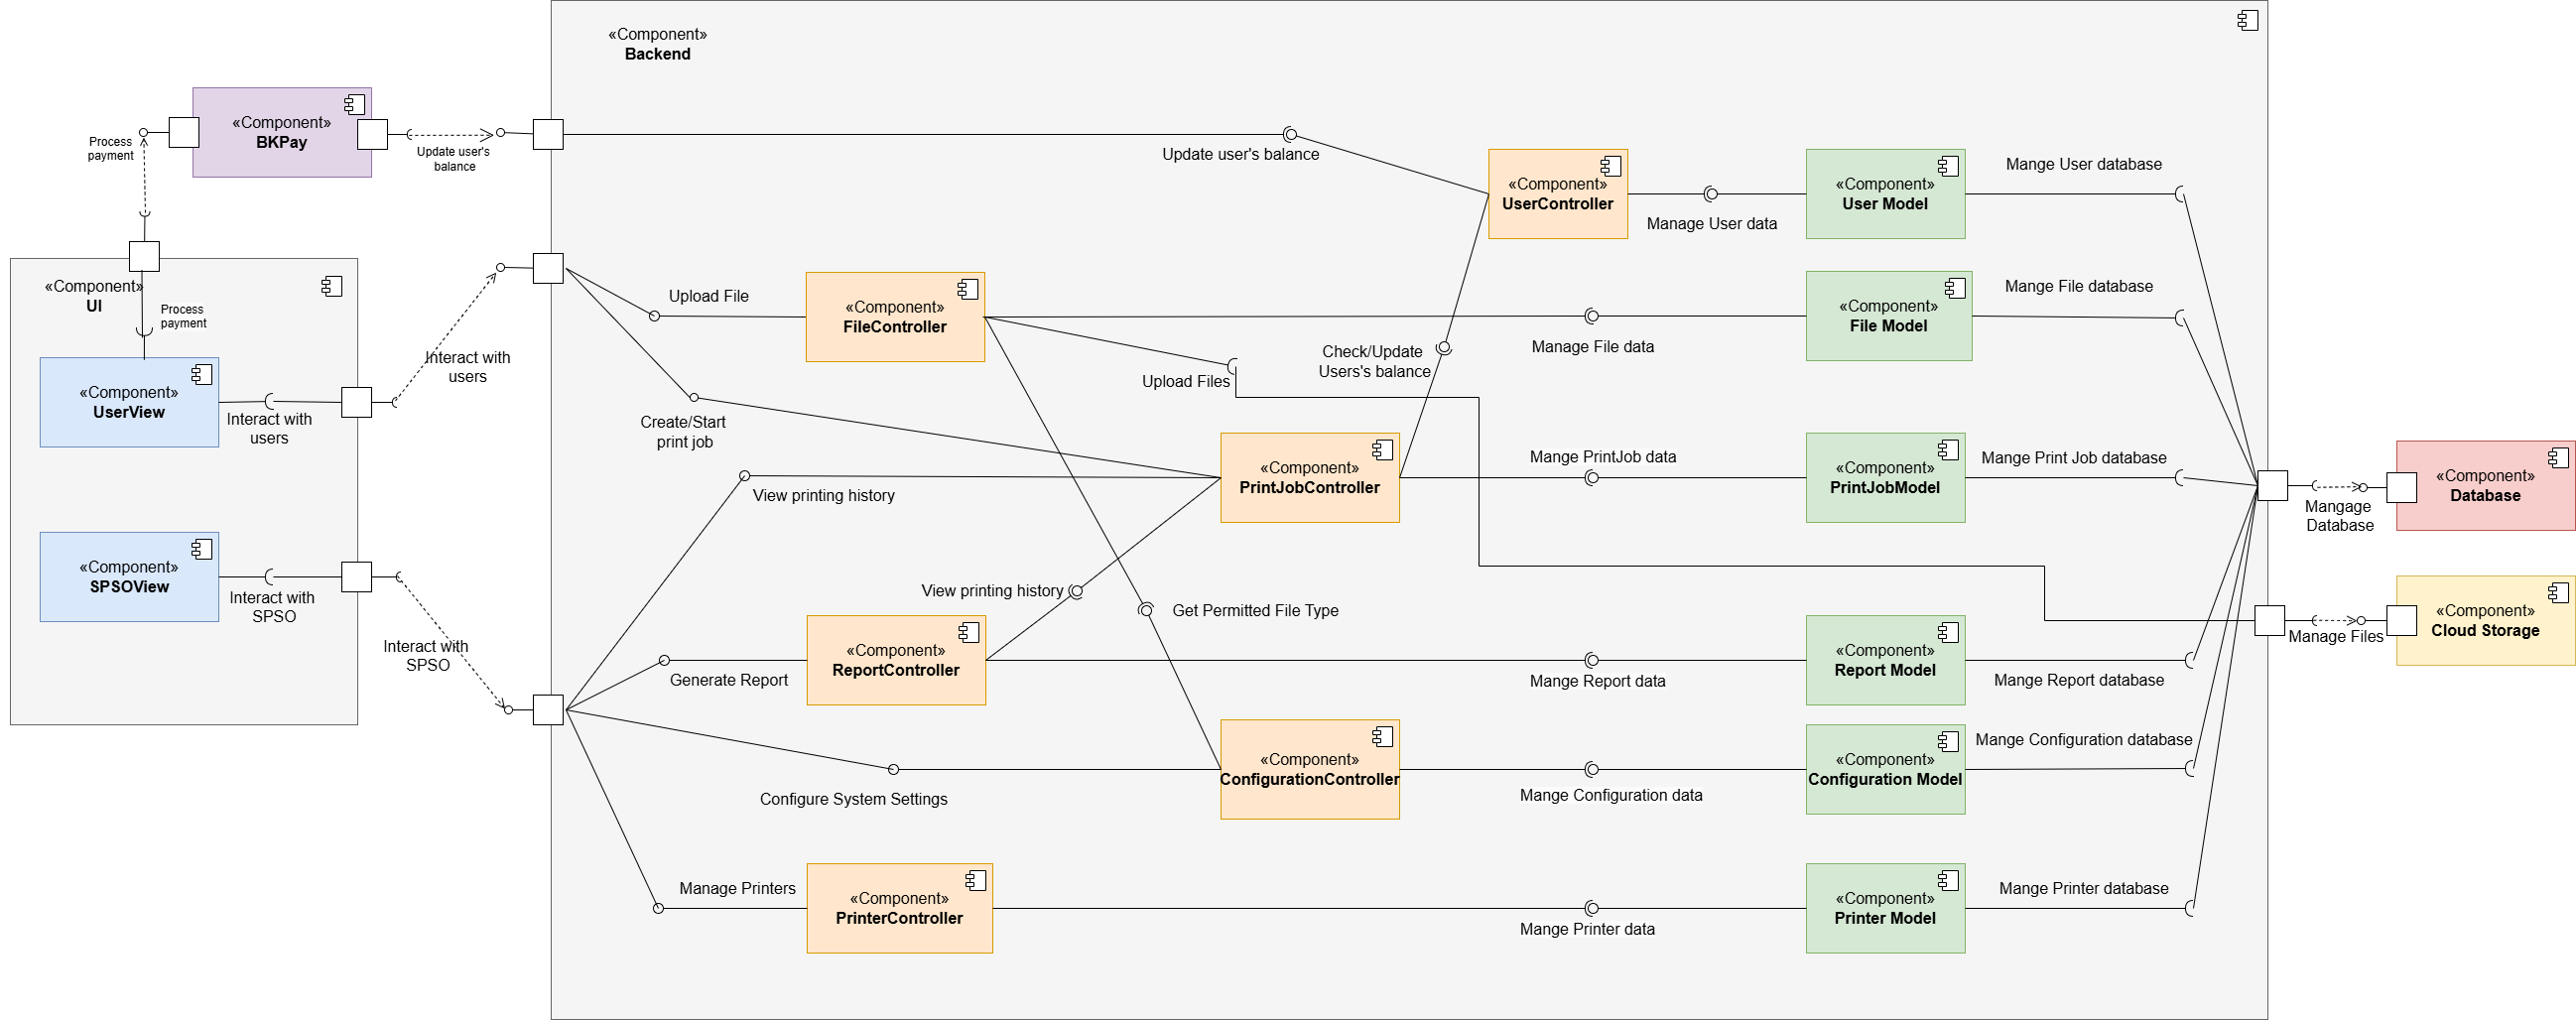 «Component»
Backend
«Component»
BKPay
Process
payment
Update user's
balance
Update user's balance
«Component»
UserController
Manage User data
«Component»
User Model
Mange User database
«Component»
UI
Process
payment
Interact with
users
Upload File
«Component»
FileController
Manage File data
«Component»
File Model
Mange File database
Check/Update
Users's balance
Upload Files
«Component»
UserView
Interact with
users
Create/Start
print job
View printing history
«Component»
PrintJobController
Mange PrintJob data
«Component»
PrintJobModel
Mange Print Job database
Mangage
Database
«Component»
Database
«Component»
SPSOView
Interact with
SPSO
Interact with
SPSO
View printing history
Get Permitted File Type
Generate Report
«Component»
ReportController
Mange Report data
«Component»
Report Model
Mange Report database
Manage Files
«Component»
Cloud Storage
Configure System Settings
«Component»
ConfigurationController
Mange Configuration data
«Component»
Configuration Model
Mange Configuration database
Manage Printers
«Component»
PrinterController
Mange Printer data
«Component»
Printer Model
Mange Printer database